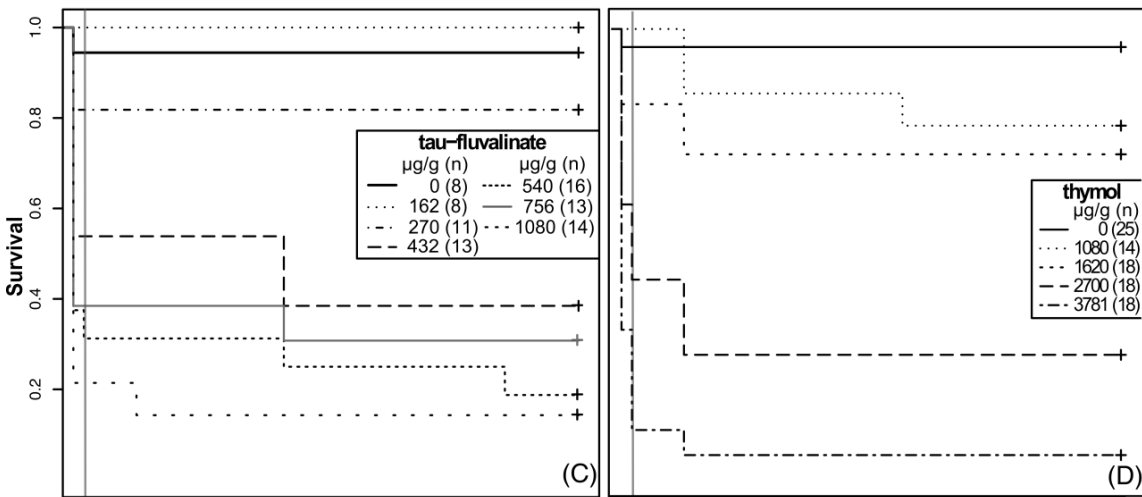 Survival
1.0
0.8
0.6
0.4
0.2
tau-fluvalinate
µg/g (n) µg/g (n)
0 (8) 540 (16)
162 (8) 756 (13)
270 (11) 1080 (14)
432 (13)
(C)
thymol
µg/g (n)
0 (25)
1080 (14)
1620 (18)
2700 (18)
3781 (18)
(D)